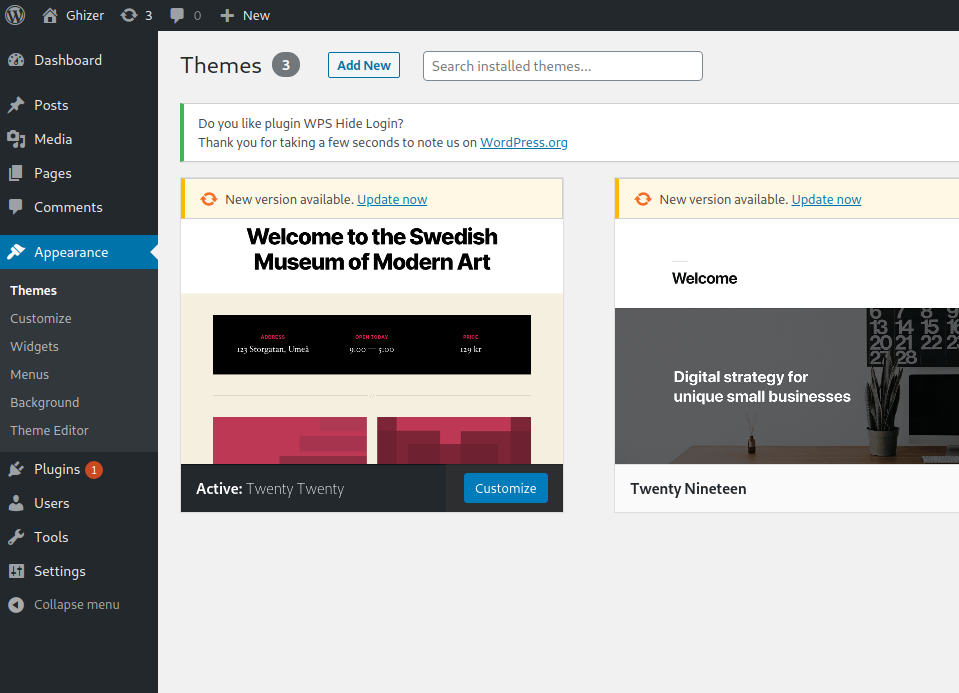 Ghizer 3 0 New
Dashboard
Posts
Media
Pages
Comments
Appearance
Themes
Customize
Widgets
Menus
Background
Theme Editor
Plugins 1
Users
Tools
Settings
Collapse menu
Themes 3 Add New Search installed themes...
Do you like plugin WPS Hide Login?
Thank you for taking a few seconds to note us on WordPress.org
New version available. Update now
Welcome to the Swedish
Museum of Modern Art
ADDRESS OPEN TODAY PRICE
123 Storgatan, Umeå 9:00 — 5:00 129 kr
Active: Twenty Twenty Customize
New version available. Update now
Welcome
6 7 8 9
13 14 15 16
20 21 22
27 28
Digital strategy for
unique small businesses
Twenty Nineteen